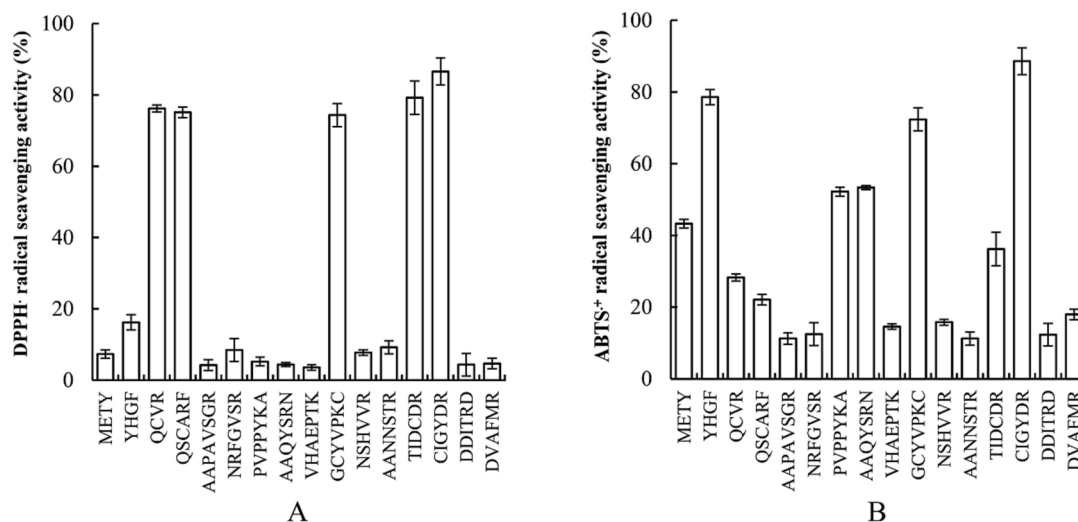 DPPH· radical scavenging activity (%)
100
80
60
40
20
0
METY
YHGF
QCVR
QSCARF
AAPAVSGR
NRFGVSR
PVPPYKA
AAQYSRN
VHAEPTK
GCYVPKC
NSHVVR
AANNSTR
TIDCDR
CIGYDR
DDITRD
DVAFMR
A
ABTS·+ radical scavenging activity (%)
100
80
60
40
20
0
METY
YHGF
QCVR
QSCARF
AAPAVSGR
NRFGVSR
PVPPYKA
AAQYSRN
VHAEPTK
GCYVPKC
NSHVVR
AANNSTR
TIDCDR
CIGYDR
DDITRD
DVAFMR
B